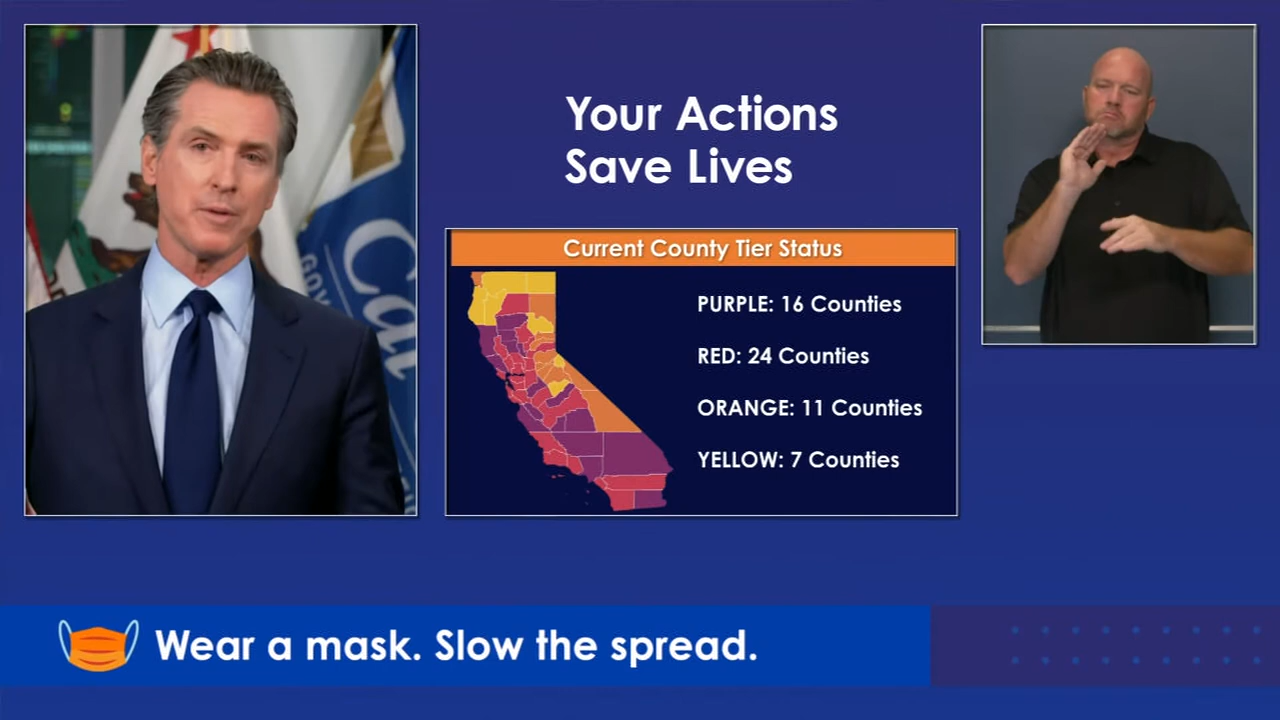 Your Actions
Save Lives
Current County Tier Status
PURPLE: 16 Counties
RED: 24 Counties
ORANGE: 11 Counties
YELLOW: 7 Counties
Wear a mask. Slow the spread.